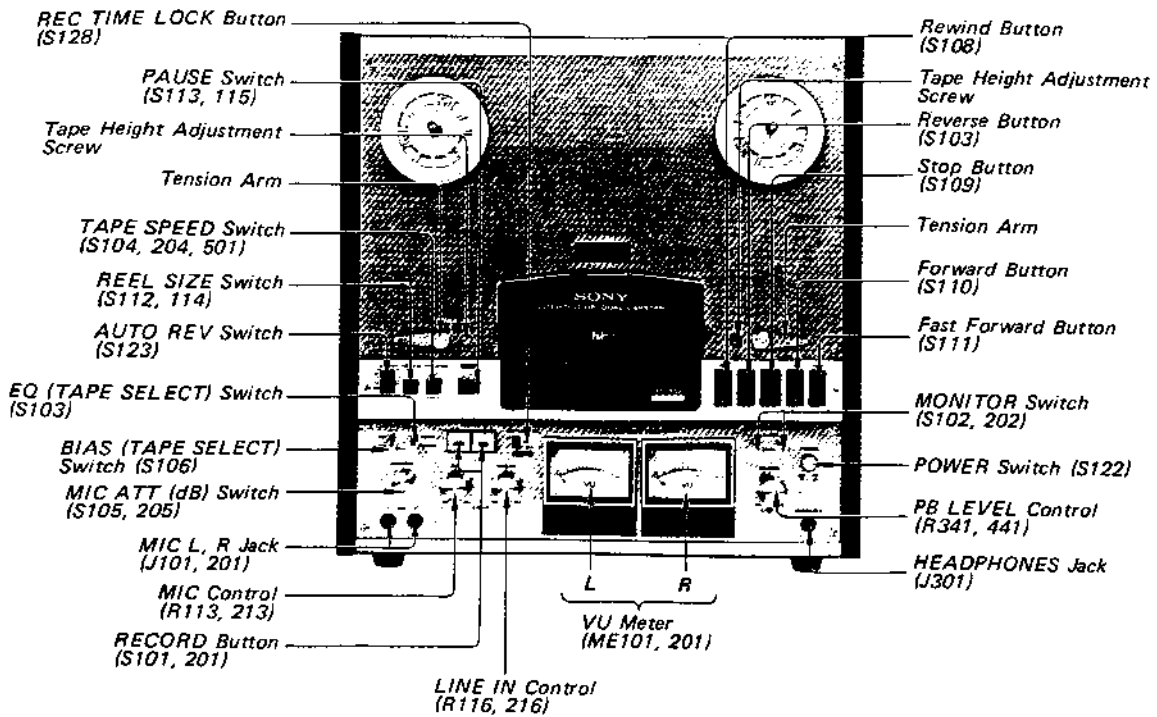 REC TIME LOCK Button
(S128)
PAUSE Switch
(S113, 115)
Tape Height Adjustment
Screw
Tension Arm
TAPE SPEED Switch
(S104, 204, 501)
REEL SIZE Switch
(S112, 114)
AUTO REV Switch
(S123)
EQ (TAPE SELECT) Switch
(S103)
BIAS (TAPE SELECT)
Switch (S106)
MIC ATT (dB) Switch
(S105, 205)
MIC L, R Jack
(J101, 201)
MIC Control
(R113, 213)
RECORD Button
(S101, 201)
LINE IN Control
(R116, 216)
SONY
VU
VU
L
R
VU Meter
(ME101, 201)
Rewind Button
(S108)
Tape Height Adjustment
Screw
Reverse Button
(S103)
Stop Button
(S109)
Tension Arm
Forward Button
(S110)
Fast Forward Button
(S111)
MONITOR Switch
(S102, 202)
POWER Switch (S122)
PB LEVEL Control
(R341, 441)
HEADPHONES Jack
(J301)